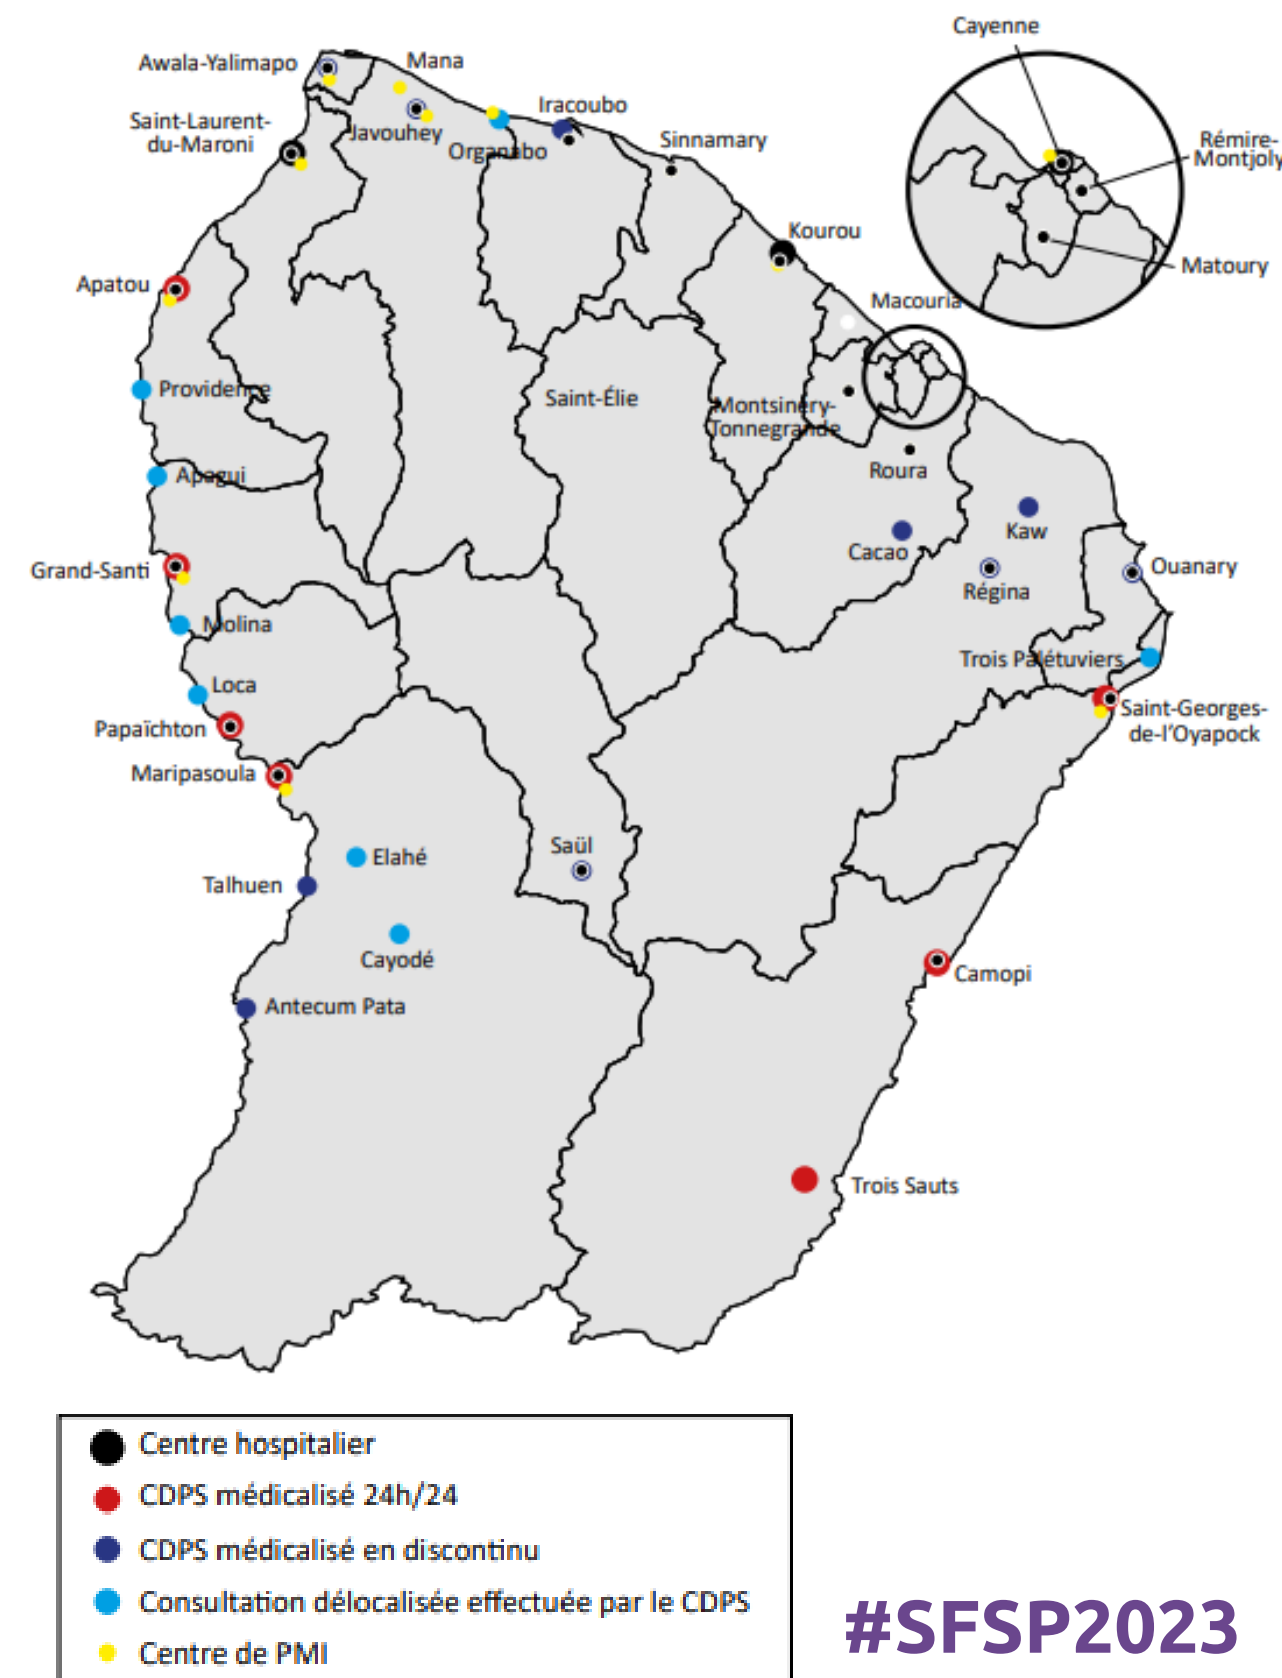 Cayenne
Awala-Yalimapo
Mana
Iracoubo
Saint-Laurent-
du-Maroni
Javouhey
Organabo
Sinnamary
Rémire-
Montjoly
Kourou
Matoury
Apatou
Macouria
Providence
Saint-Élie
Montsinéry-
Tonnegrande
Apagui
Roura
Kaw
Cacao
Grand-Santi
Ouanary
Régina
Molina
Trois Palétuviers
Loca
Saint-Georges-
de-l'Oyapock
Papaïchton
Maripasoula
Saül
Elahé
Talhuen
Cayodé
Camopi
Antecum Pata
Trois Sauts
Centre hospitalier
CDPS médicalisé 24h/24
CDPS médicalisé en discontinu
Consultation délocalisée effectuée par le CDPS
Centre de PMI
#SFSP2023